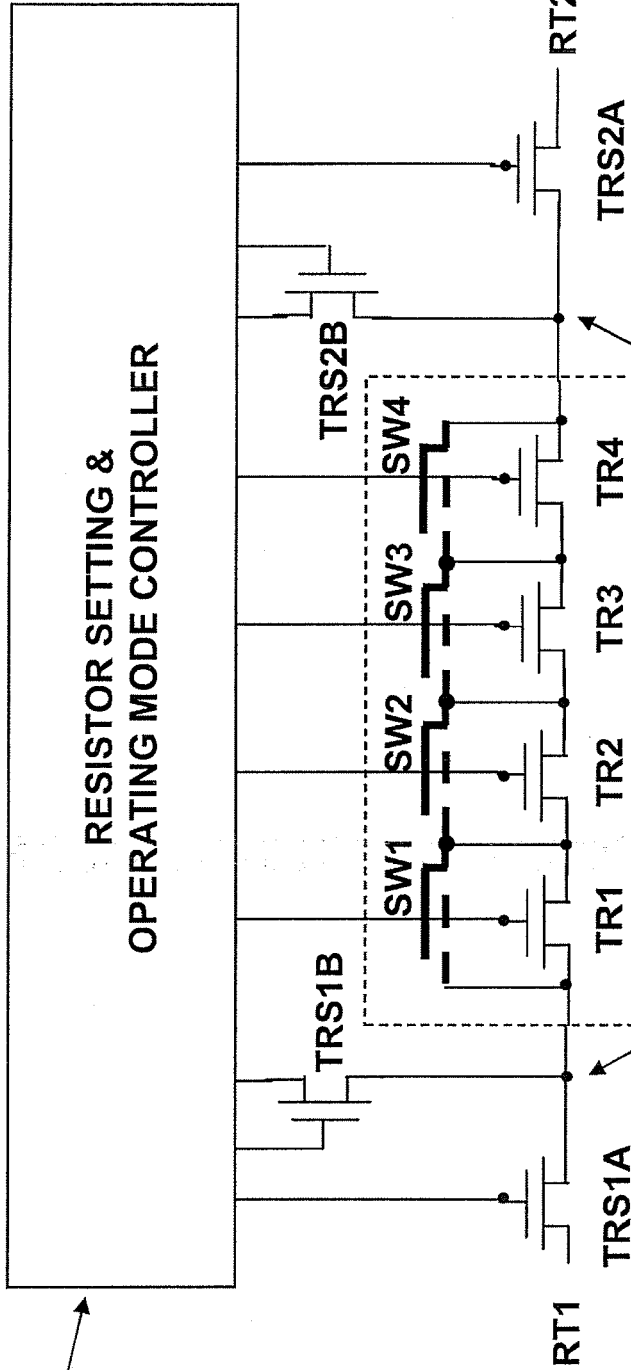 RESISTOR SETTING &
OPERATING MODE CONTROLLER
TRS1B
TRS2B
SW1
SW2
SW3
SW4
RT1
TRS1A
TR1
TR2
TR3
TR4
TRS2A
RT2